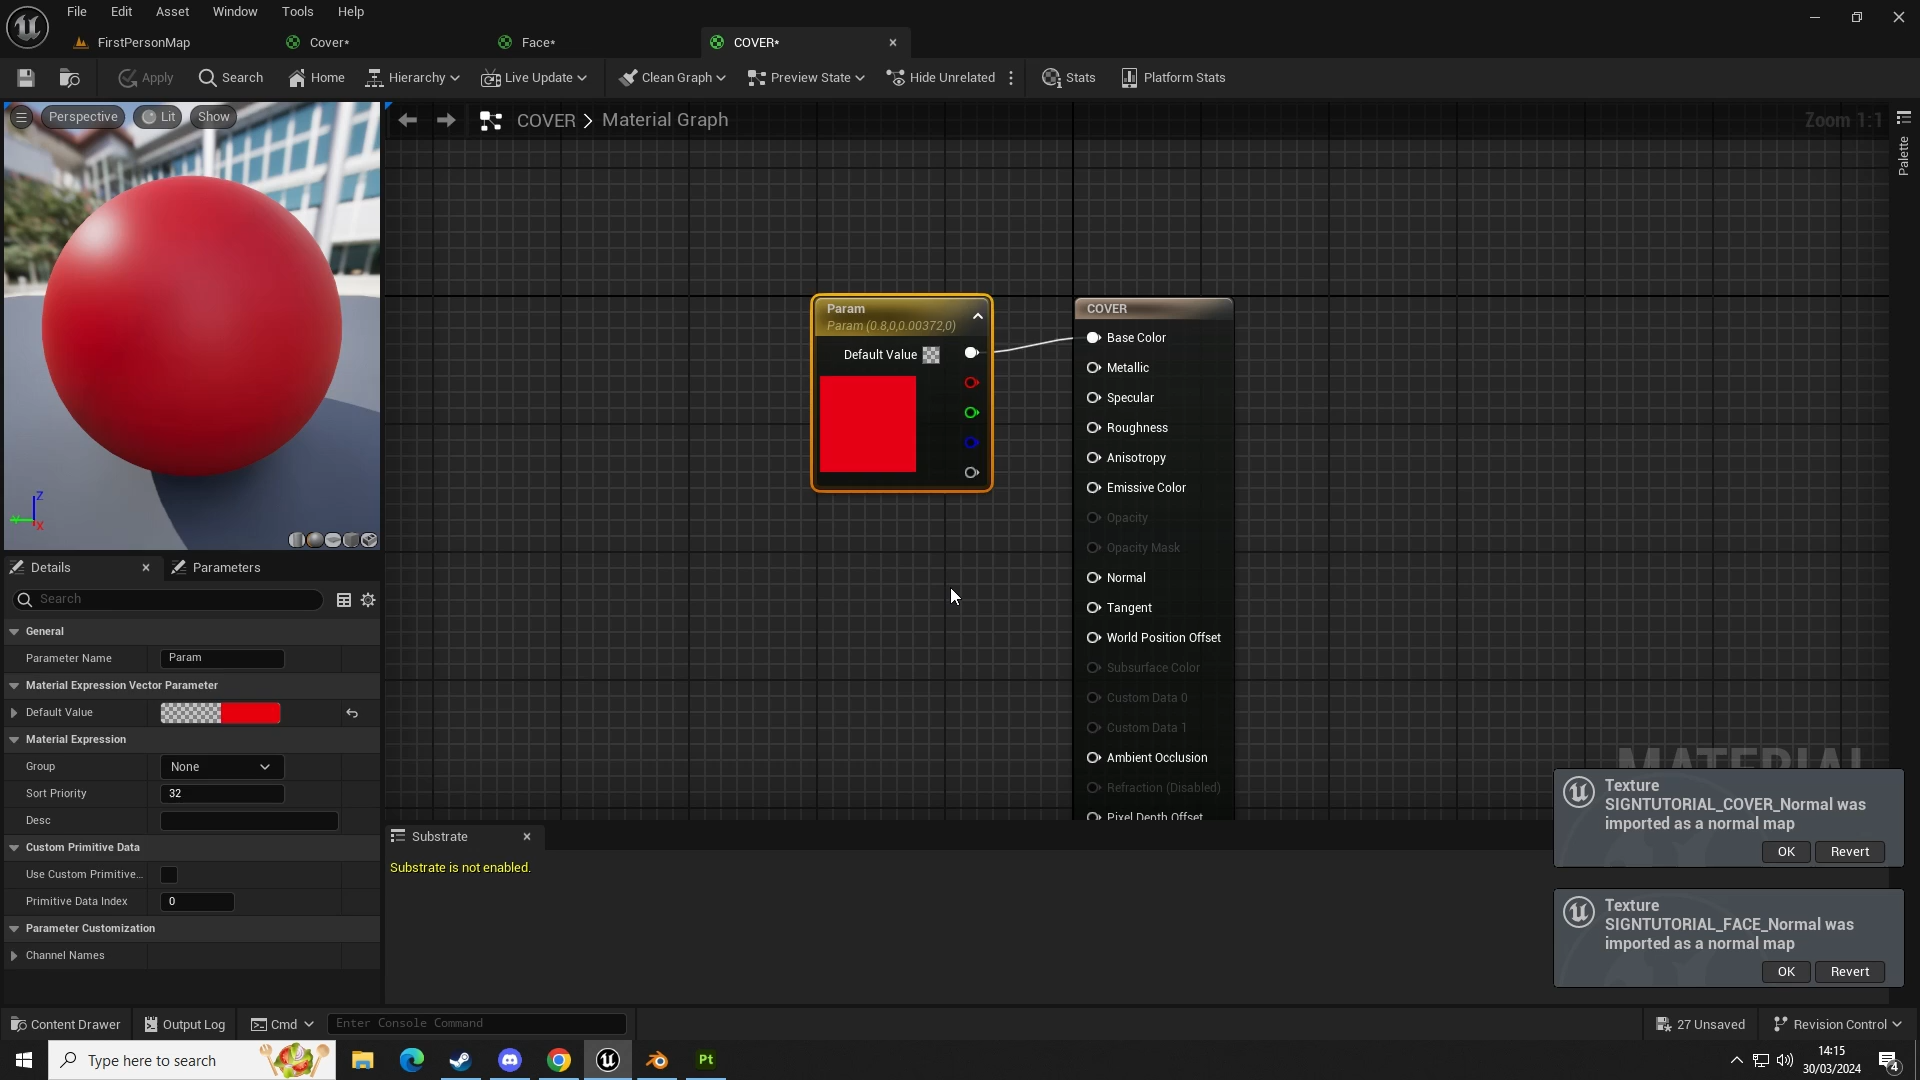 File Edit Asset Window Tools Help
FirstPersonMap Cover* Face* COVER*
Apply Search Home Hierarchy Live Update Clean Graph Preview State Hide Unrelated Stats Platform Stats
Perspective Lit Show
COVER > Material Graph
Zoom 1:1
Palette
Param
Param (0.8,0,0.00372,0)
Default Value
COVER
Base Color
Metallic
Specular
Roughness
Anisotropy
Emissive Color
Opacity
Opacity Mask
Normal
Tangent
World Position Offset
Subsurface Color
Custom Data 0
Custom Data 1
Ambient Occlusion
Refraction (Disabled)
Pixel Depth Offset
MATERIAL
Z
Y
X
Details Parameters
Search
General
Parameter Name Param
Material Expression Vector Parameter
Default Value
Material Expression
Group None
Sort Priority 32
Desc
Custom Primitive Data
Use Custom Primitive...
Primitive Data Index 0
Parameter Customization
Channel Names
Substrate
Substrate is not enabled.
Texture
SIGNTUTORIAL_COVER_Normal was
imported as a normal map
OK Revert
Texture
SIGNTUTORIAL_FACE_Normal was
imported as a normal map
OK Revert
Content Drawer Output Log Cmd Enter Console Command 27 Unsaved Revision Control
Type here to search
Pt
14:15
30/03/2024
4